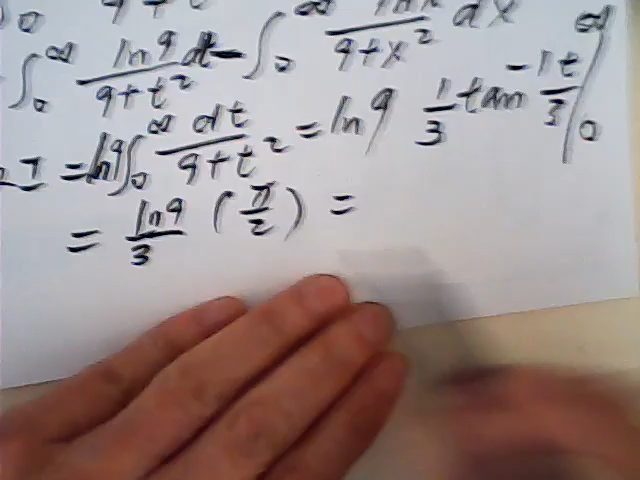 ∫₀^∞ ln9 dt / 9+t² - ∫₀^∞ lnx / 9+x² dx
I = ln9 ∫₀^∞ dt / 9+t² = ln9 1/3 tan⁻¹ t/3 |₀^∞
= ln9/3 (π/2) =